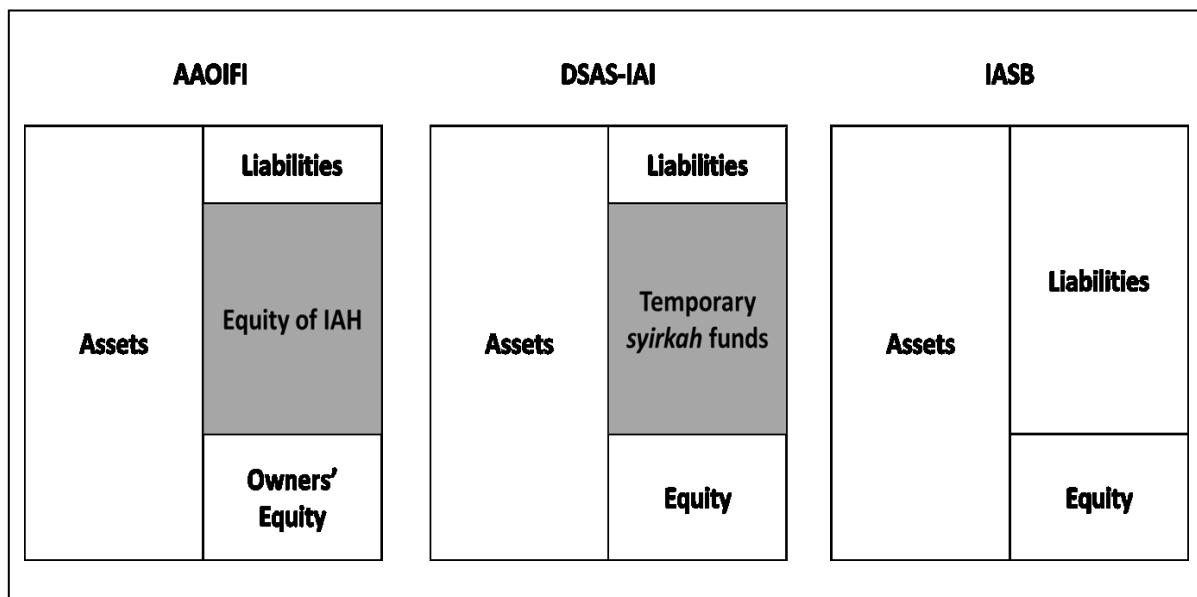 AAOIFI
Assets
Liabilities
Equity of IAH
Owners'
Equity
DSAS-IAI
Assets
Liabilities
Temporary
syirkah funds
Equity
IASB
Assets
Liabilities
Equity